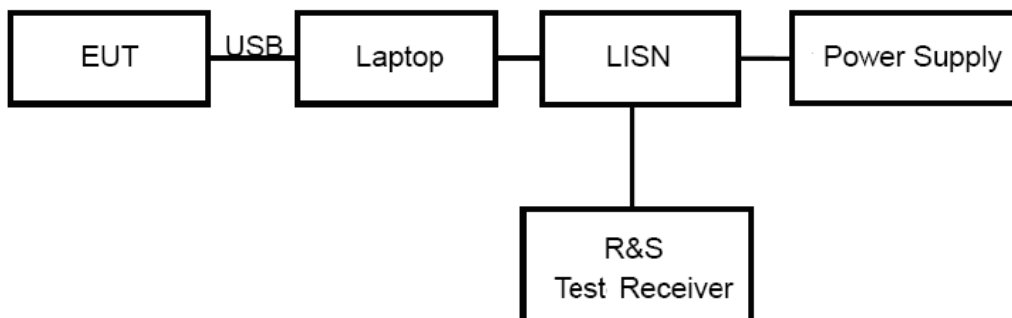 EUT
USB
Laptop
LISN
Power Supply
R&S
Test Receiver